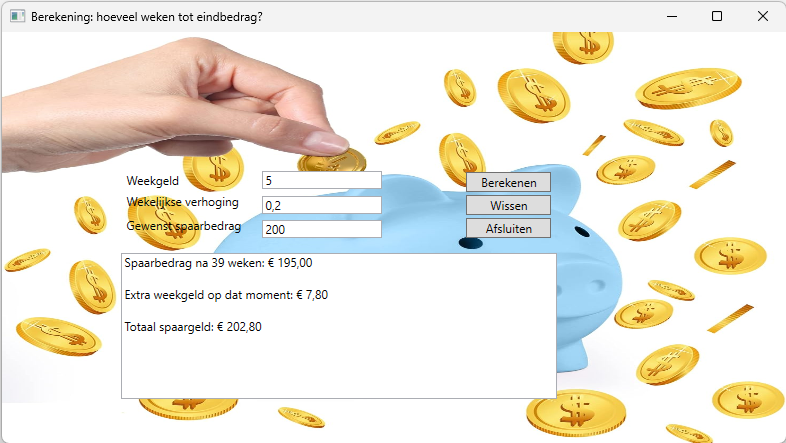 Berekening: hoeveel weken tot eindbedrag?
Weekgeld 5 Berekenen
Wekelijkse verhoging 0,2 Wissen
Gewenst spaarbedrag 200 Afsluiten
Spaarbedrag na 39 weken: € 195,00
Extra weekgeld op dat moment: € 7,80
Totaal spaargeld: € 202,80